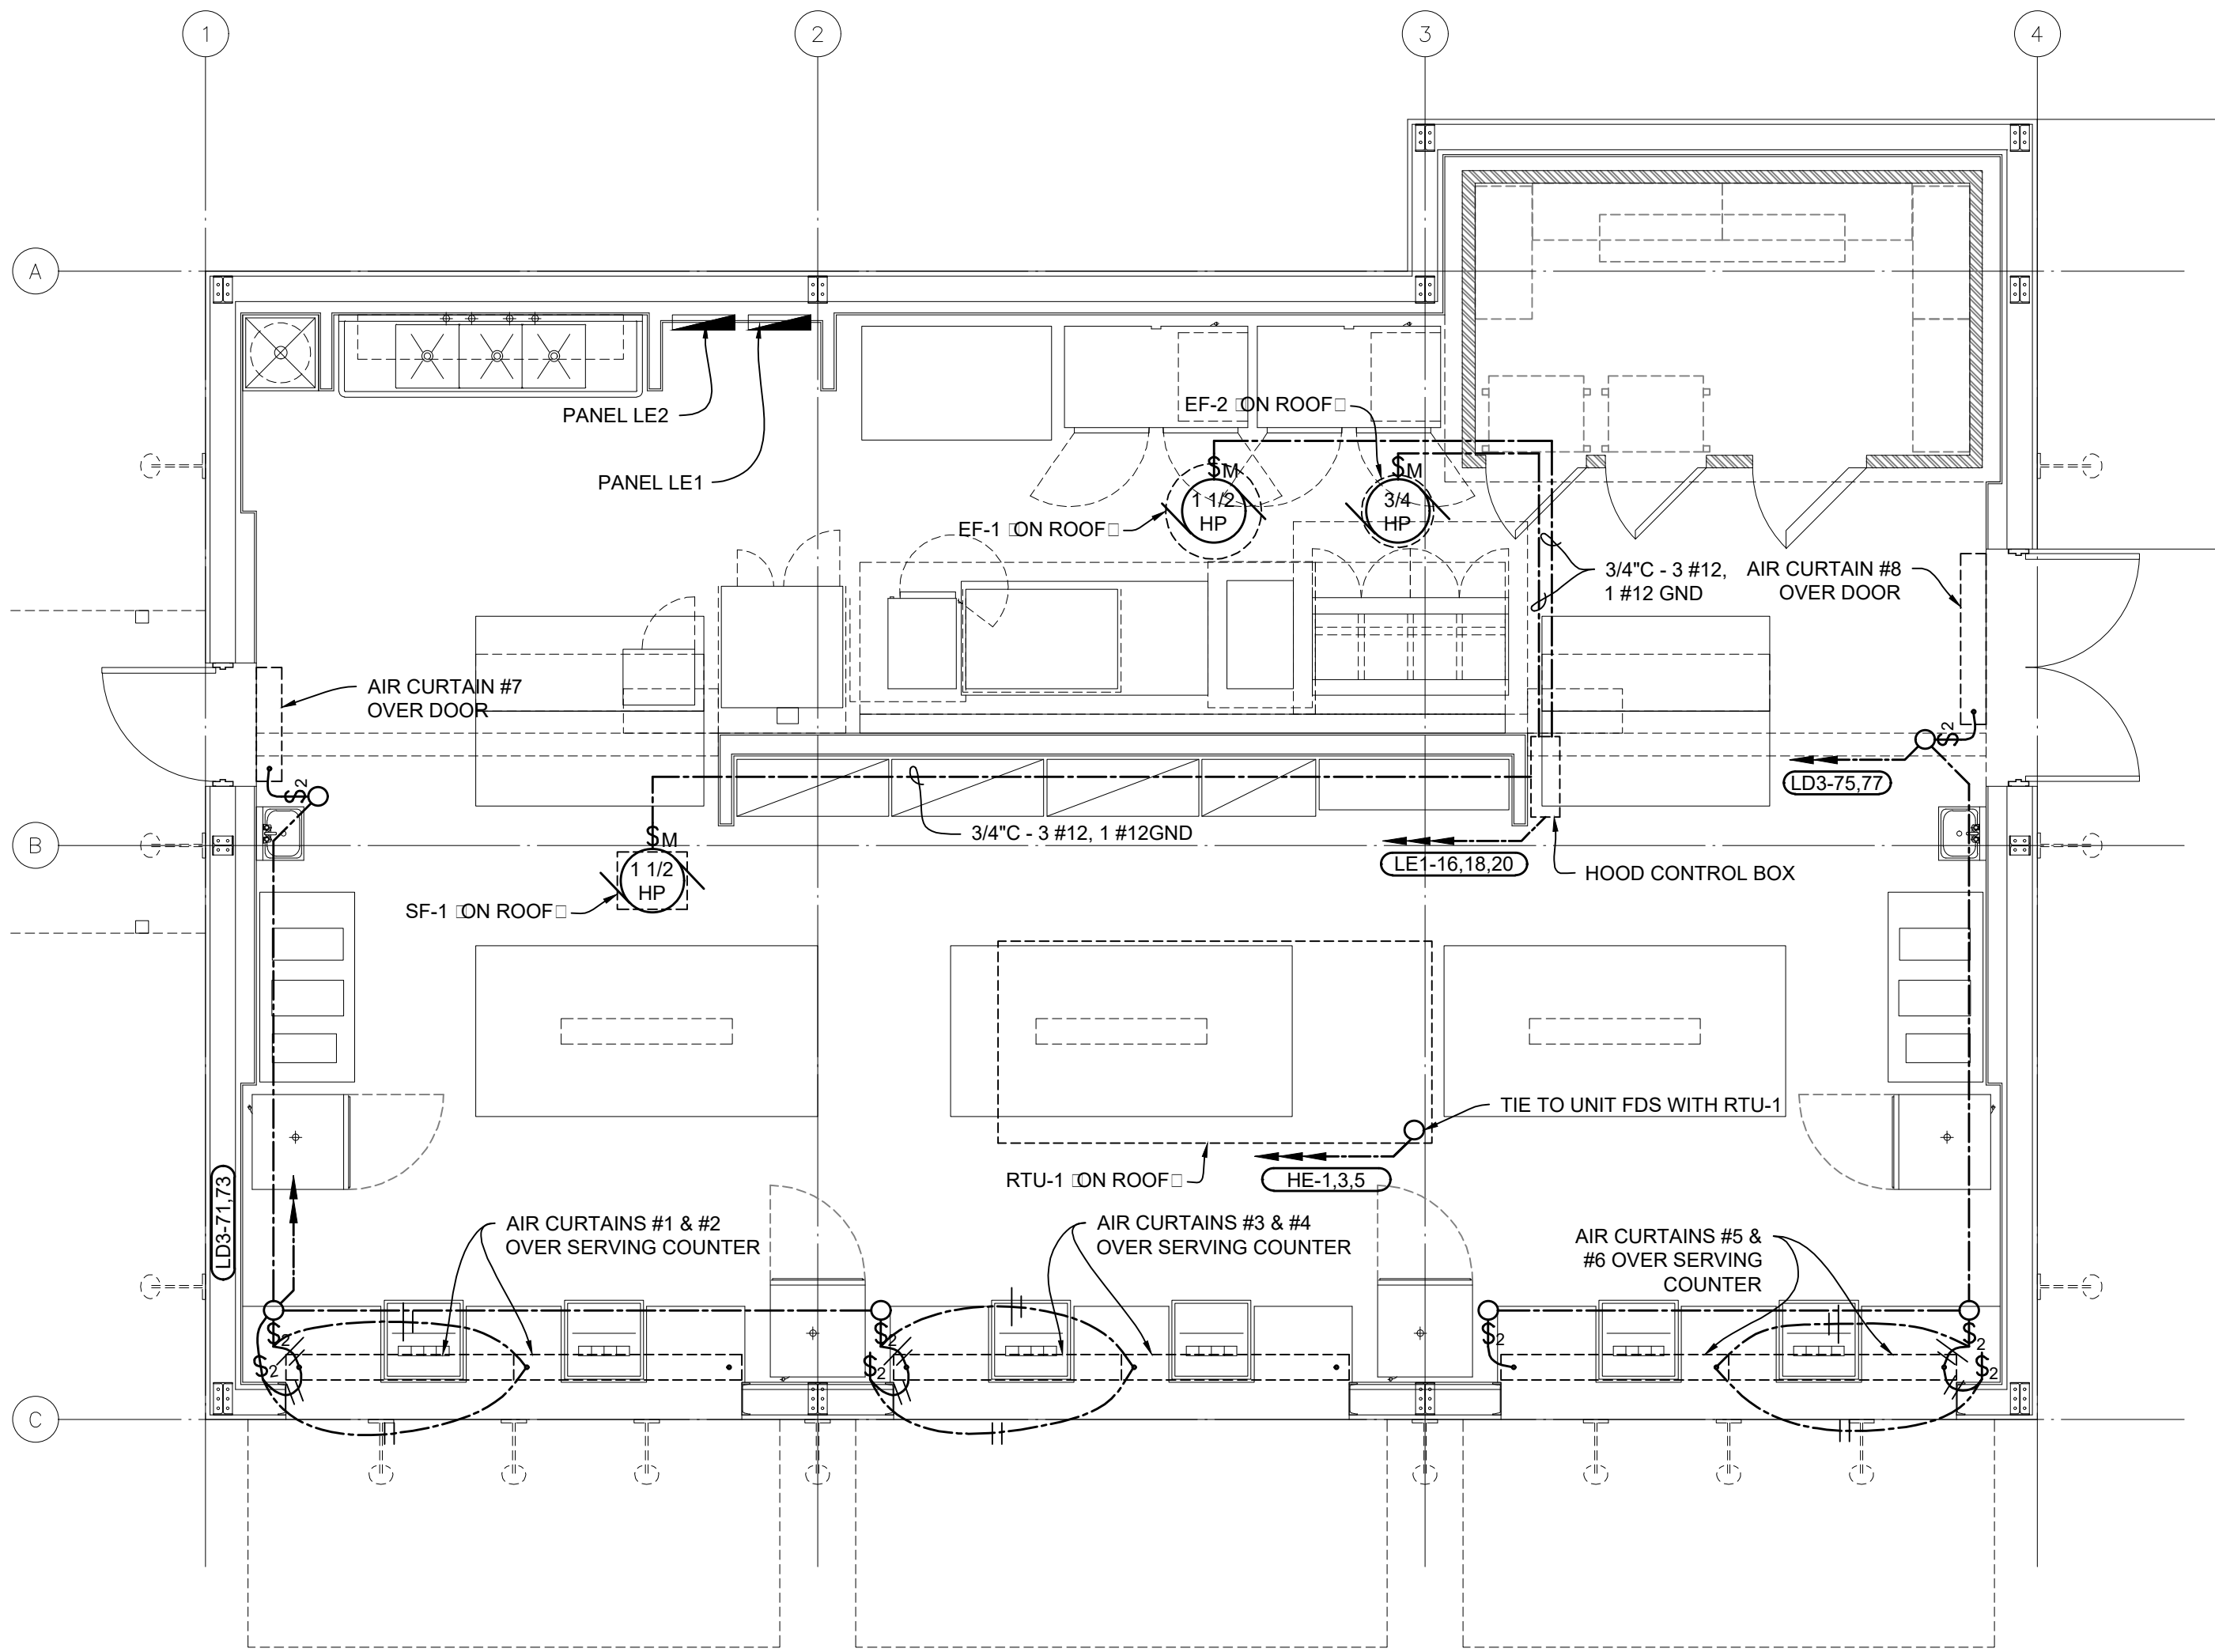 1
2
3
4
A
PANEL LE2
EF-2 □ON ROOF□
PANEL LE1
$M
$M
1 1/2
HP
3/4
HP
EF-1 □ON ROOF□
3/4"C - 3 #12,
1 #12 GND
AIR CURTAIN #8
OVER DOOR
AIR CURTAIN #7
OVER DOOR
$2
$2
LD3-75,77
3/4"C - 3 #12, 1 #12GND
$M
B
LE1-16,18,20
HOOD CONTROL BOX
1 1/2
HP
SF-1 □ON ROOF□
TIE TO UNIT FDS WITH RTU-1
RTU-1 □ON ROOF□
HE-1,3,5
LD3-71,73
AIR CURTAINS #1 & #2
OVER SERVING COUNTER
AIR CURTAINS #3 & #4
OVER SERVING COUNTER
AIR CURTAINS #5 &
#6 OVER SERVING
COUNTER
$2
$2
$2
$2
$2
$2
$2
C